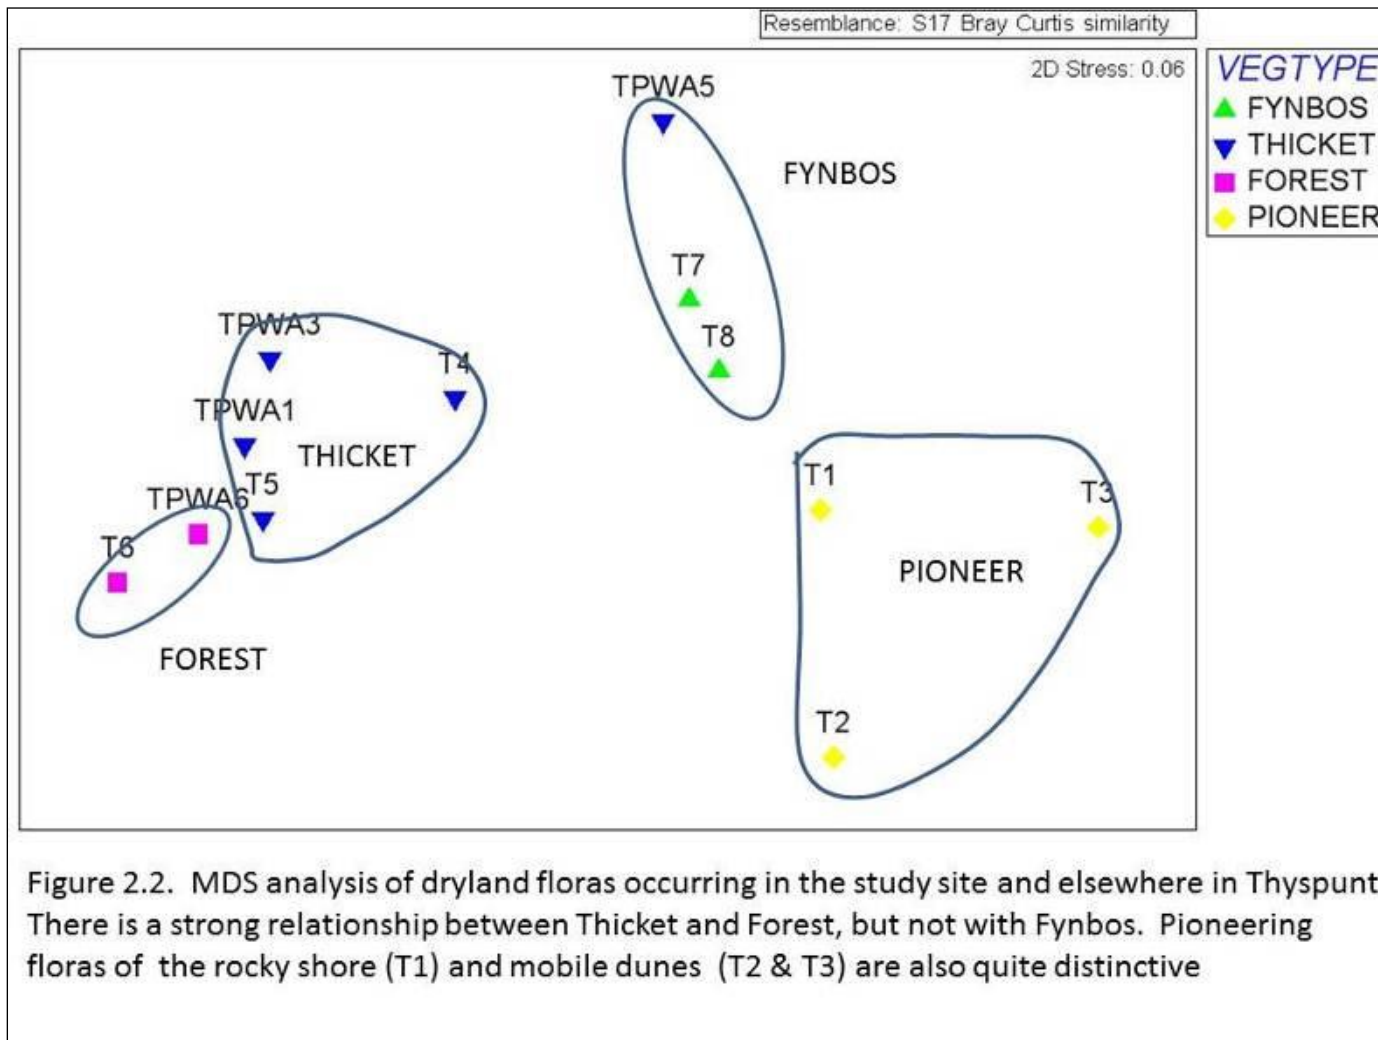 Resemblance: S17 Bray Curtis similarity
2D Stress: 0.06
VEGTYPE
FYNBOS
THICKET
FOREST
PIONEER
TPWA5
FYNBOS
T7
T8
TPWA3
T4
TPWA1
THICKET
T5
TPWA6
T6
FOREST
T1
T3
PIONEER
T2
Figure 2.2. MDS analysis of dryland floras occurring in the study site and elsewhere in Thyspunt
There is a strong relationship between Thicket and Forest, but not with Fynbos. Pioneering
floras of the rocky shore (T1) and mobile dunes (T2 & T3) are also quite distinctive